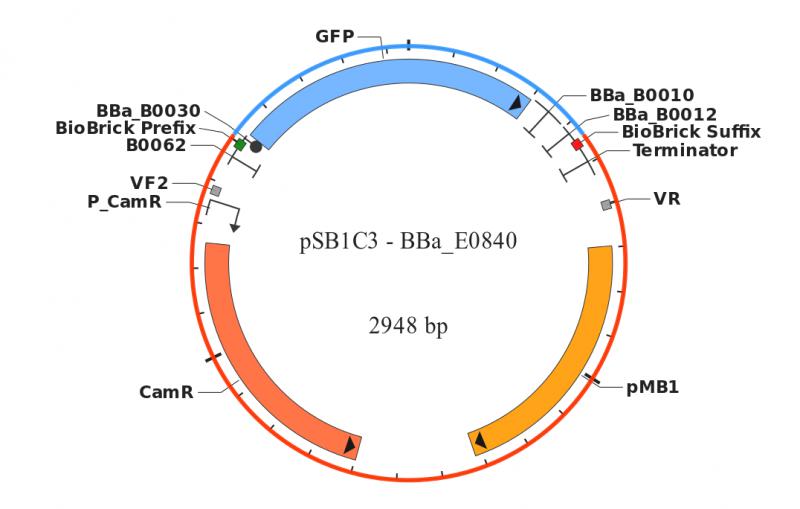 GFP
BBa_B0030
BioBrick Prefix
B0062
VF2
P_CamR
BBa_B0010
BBa_B0012
BioBrick Suffix
Terminator
VR
pSB1C3 - BBa_E0840
2948 bp
CamR
pMB1